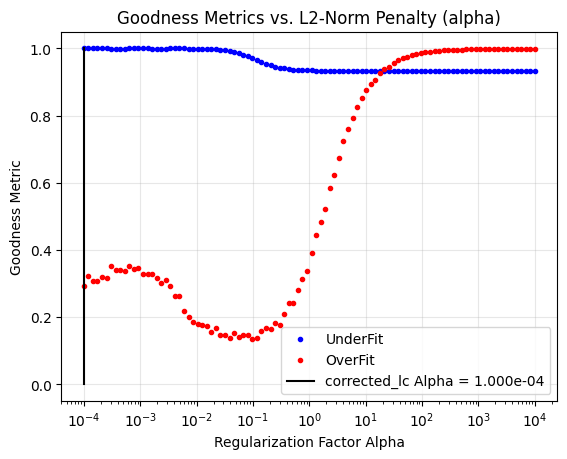 Goodness Metrics vs. L2-Norm Penalty (alpha)
Goodness Metric
1.0
0.8
0.6
0.4
0.2
0.0
UnderFit
OverFit
corrected_lc Alpha = 1.000e-04
10⁻⁴ 10⁻³ 10⁻² 10⁻¹ 10⁰ 10¹ 10² 10³ 10⁴
Regularization Factor Alpha